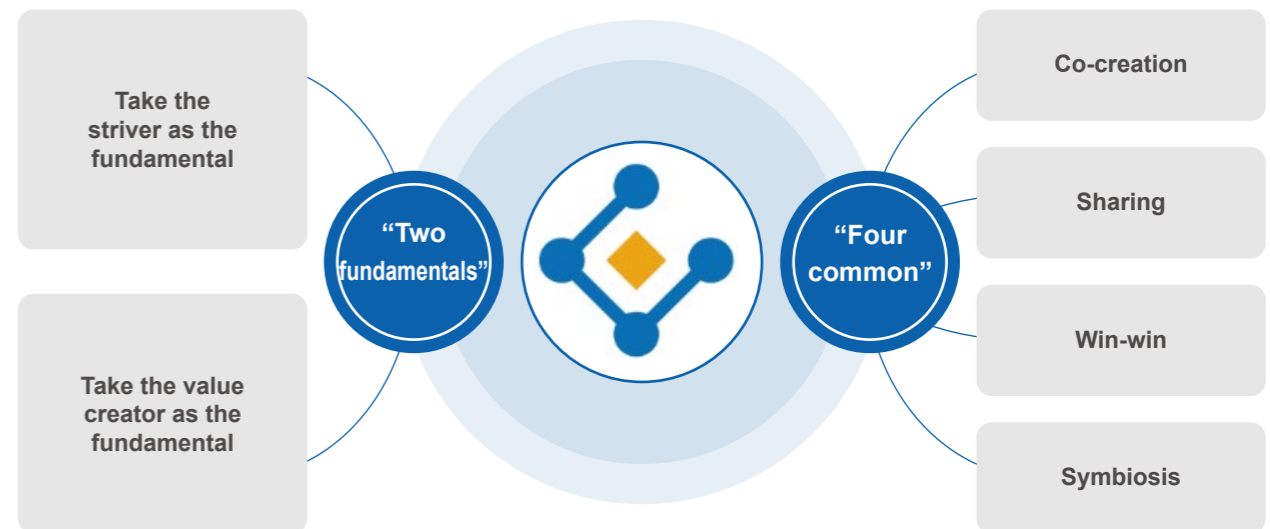 Take the
striver as the
fundamental
Take the value
creator as the
fundamental
“Two
fundamentals”
“Four
common”
Co-creation
Sharing
Win-win
Symbiosis